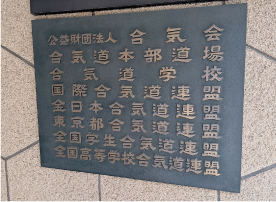 公益財団法人 合気会
合気道本部道場
合気道学校
国際合気道連盟
全日本合気道連盟
東京都合気道連盟
全国学生合気道連盟
全国高等学校合気道連盟